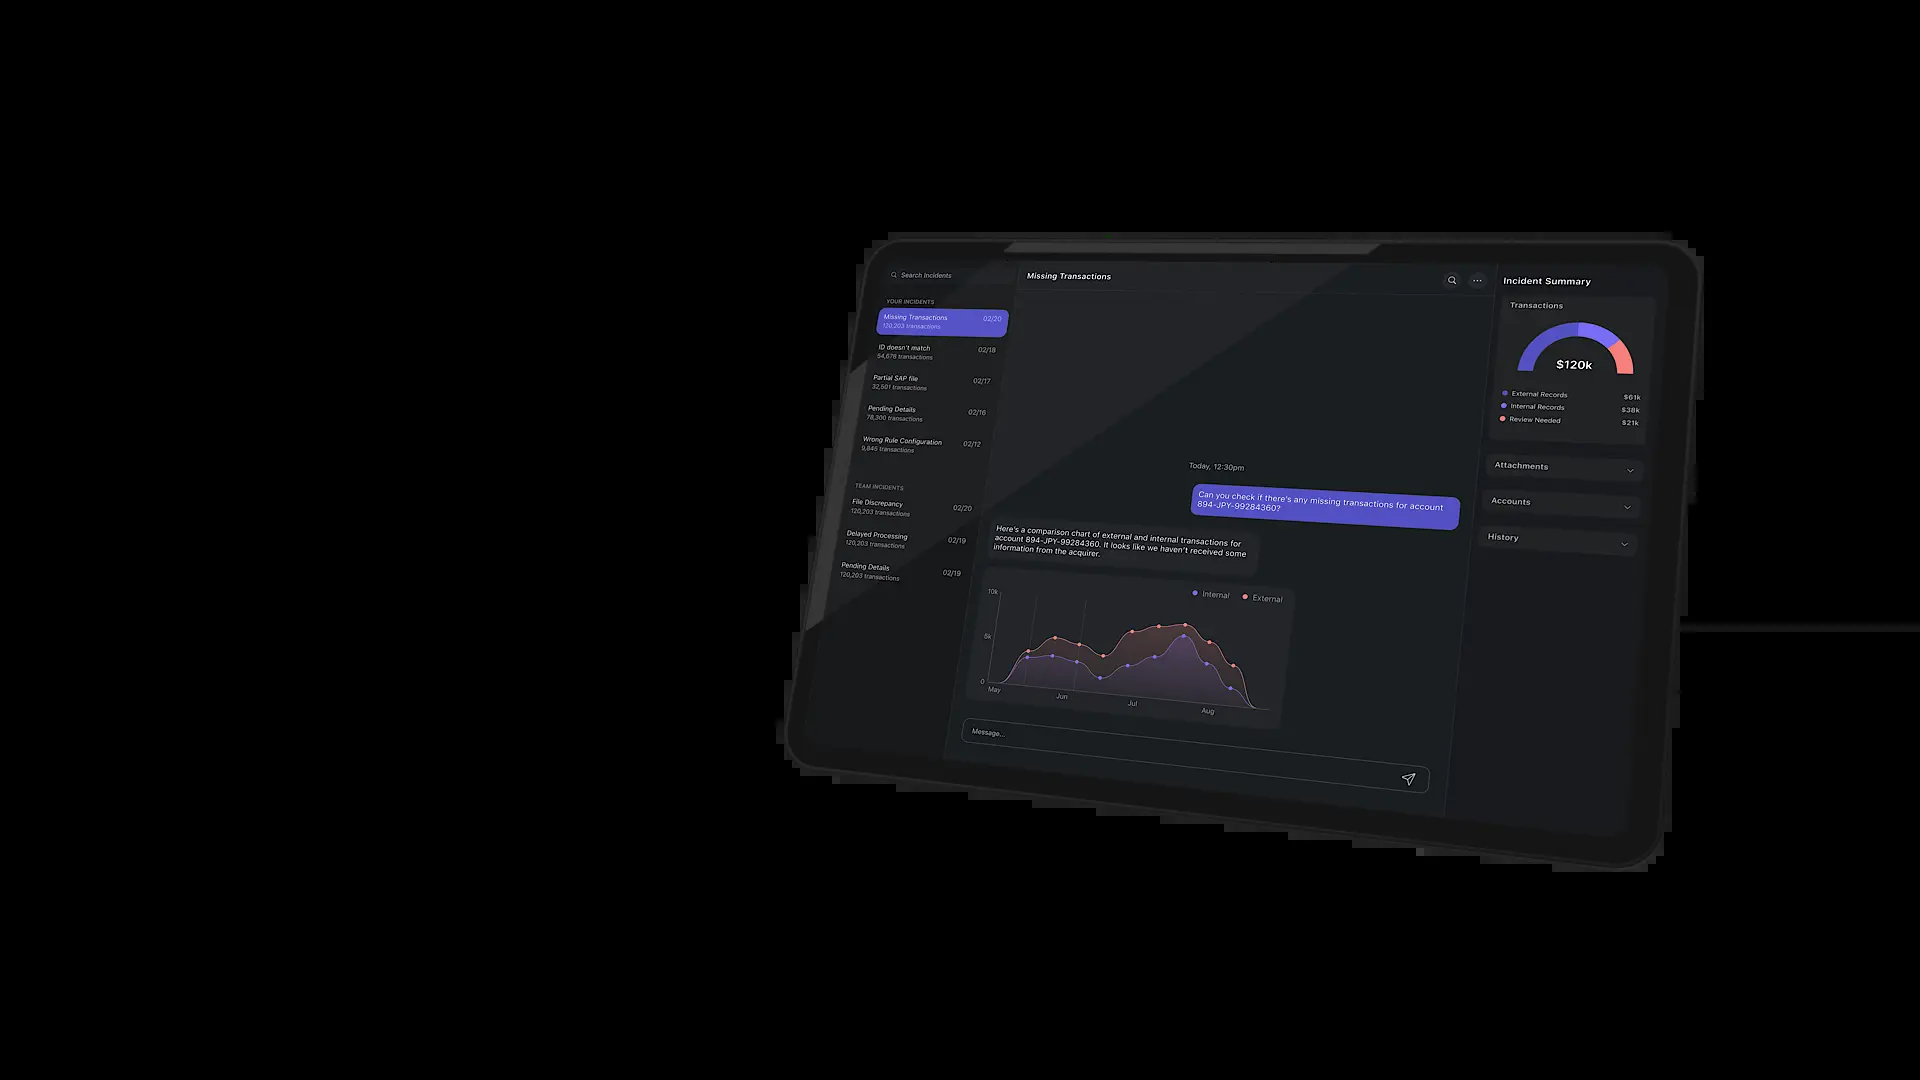 Search Incidents
YOUR INCIDENTS
Missing Transactions 02/20
120,203 transactions
ID doesn't match 02/18
54,678 transactions
Partial SAP file 02/17
32,501 transactions
Pending Details 02/16
78,300 transactions
Wrong Rule Configuration 02/12
9,845 transactions
TEAM INCIDENTS
File Discrepancy 02/20
120,203 transactions
Delayed Processing 02/19
120,203 transactions
Pending Details 02/19
120,203 transactions
Missing Transactions
Today, 12:30pm
Can you check if there's any missing transactions for account
894-JPY-99284360?
Here's a comparison chart of external and internal transactions for
account 894-JPY-99284360. It looks like we haven't received some
information from the acquirer.
Internal External
10k
5k
0
May Jun Jul Aug
Message...
Incident Summary
Transactions
$120k
External Records $61k
Internal Records $38k
Review Needed $21k
Attachments
Accounts
History